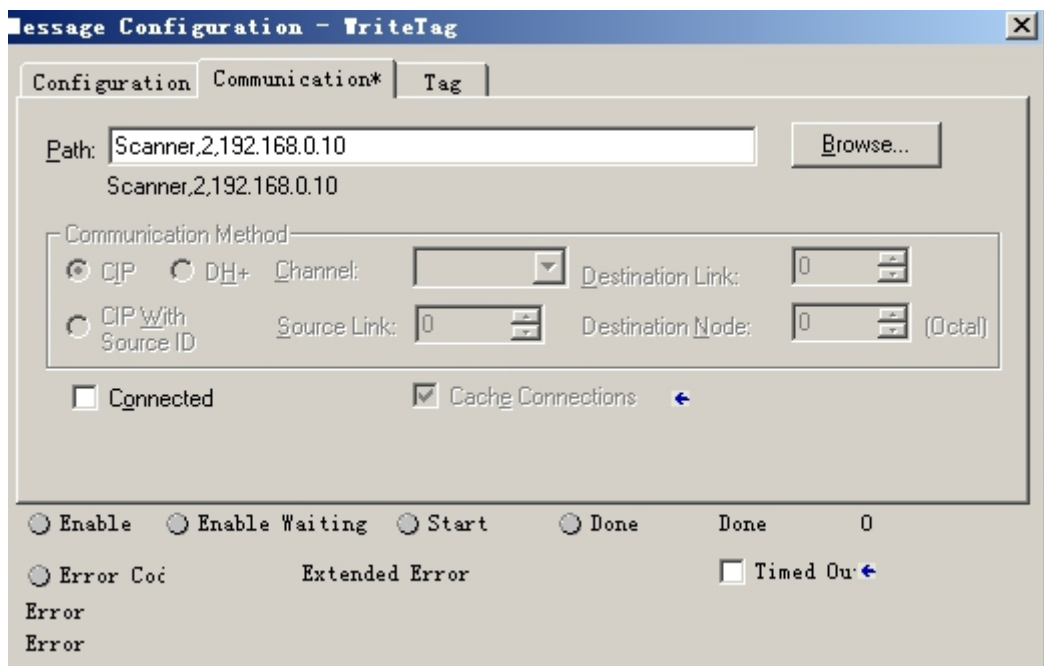 Message Configuration - WriteTag
Configuration Communication* Tag
Path: Scanner,2,192.168.0.10 Browse...
Scanner,2,192.168.0.10
Communication Method
CIP DH+ Channel: Destination Link: 0
CIP With Source ID Source Link: 0 Destination Node: 0 (Octal)
Connected Cache Connections
Enable Enable Waiting Start Done Done 0
Error Cod Extended Error Timed Ou
Error
Error